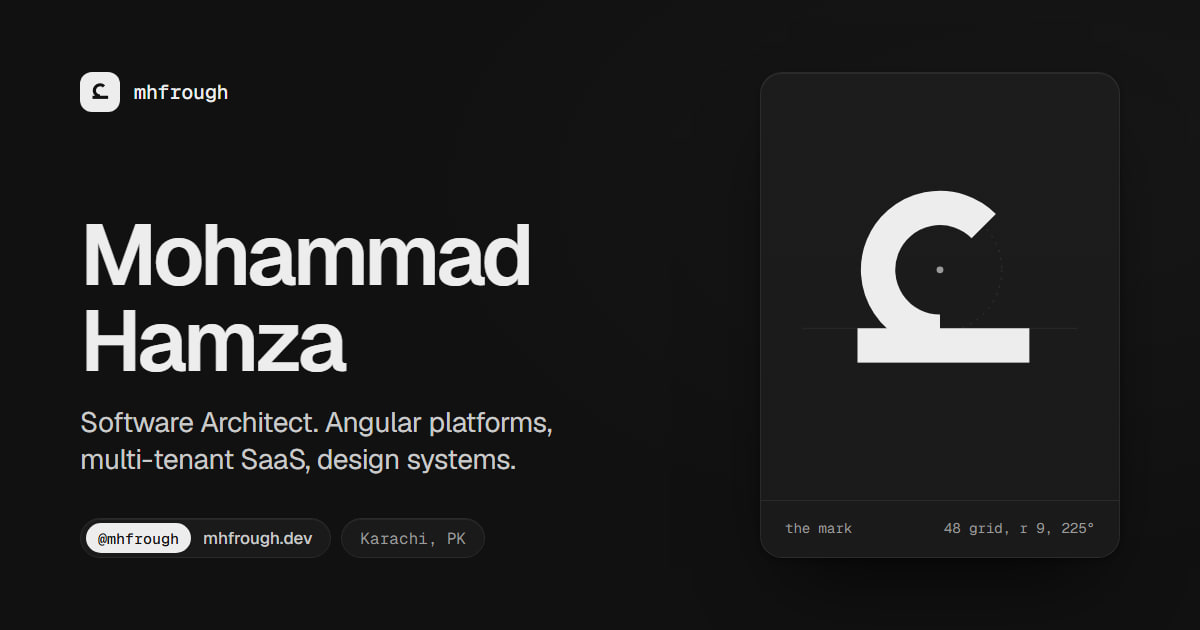 mhfrough
Mohammad
Hamza
Software Architect. Angular platforms,
multi-tenant SaaS, design systems.
@mhfrough mhfrough.dev Karachi, PK
the mark 48 grid, r 9, 225°